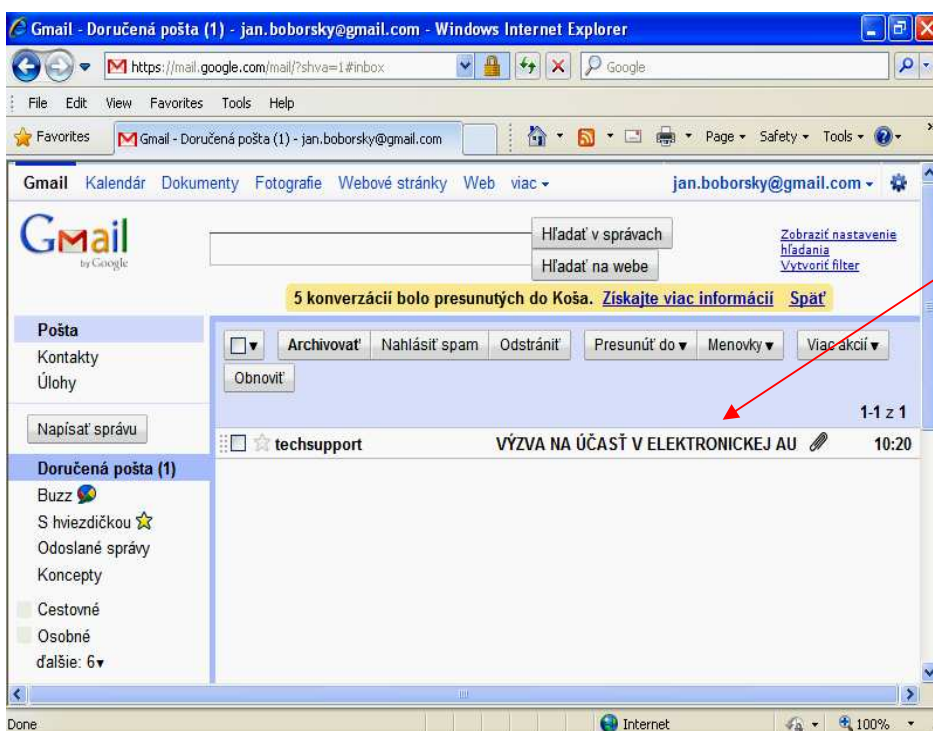 Gmail - Doručená pošta (1) - jan.boborsky@gmail.com - Windows Internet Explorer
https://mail.google.com/mail/?shva=1#inbox Google
File Edit View Favorites Tools Help
Favorites Gmail - Doručená pošta (1) - jan.boborsky@gmail.com Page Safety Tools
Gmail Kalendár Dokumenty Fotografie Webové stránky Web viac jan.boborsky@gmail.com
Gmail
by Google
Hľadať v správach
Hľadať na webe
Zobraziť nastavenie
hľadania
Vytvoriť filter
5 konverzácií bolo presunutých do Koša. Získajte viac informácií Späť
Pošta
Kontakty
Úlohy
Archivovať Nahlásiť spam Odstrániť Presunúť do Menovky Viac akcií
Obnoviť
1-1 z 1
Napísať správu
techsupport VÝZVA NA ÚČASŤ V ELEKTRONICKEJ AU 10:20
Doručená pošta (1)
Buzz
S hviezdičkou
Odoslané správy
Koncepty
Cestovné
Osobné
ďalšie: 6
Done Internet 100%